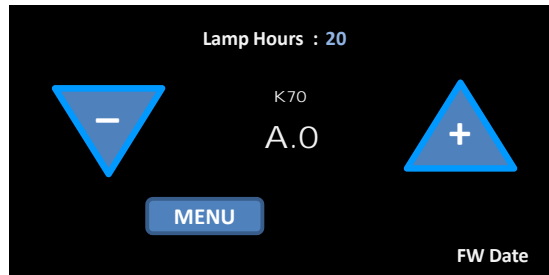 Lamp Hours : 20
K70
− A.0 +
MENU
FW Date